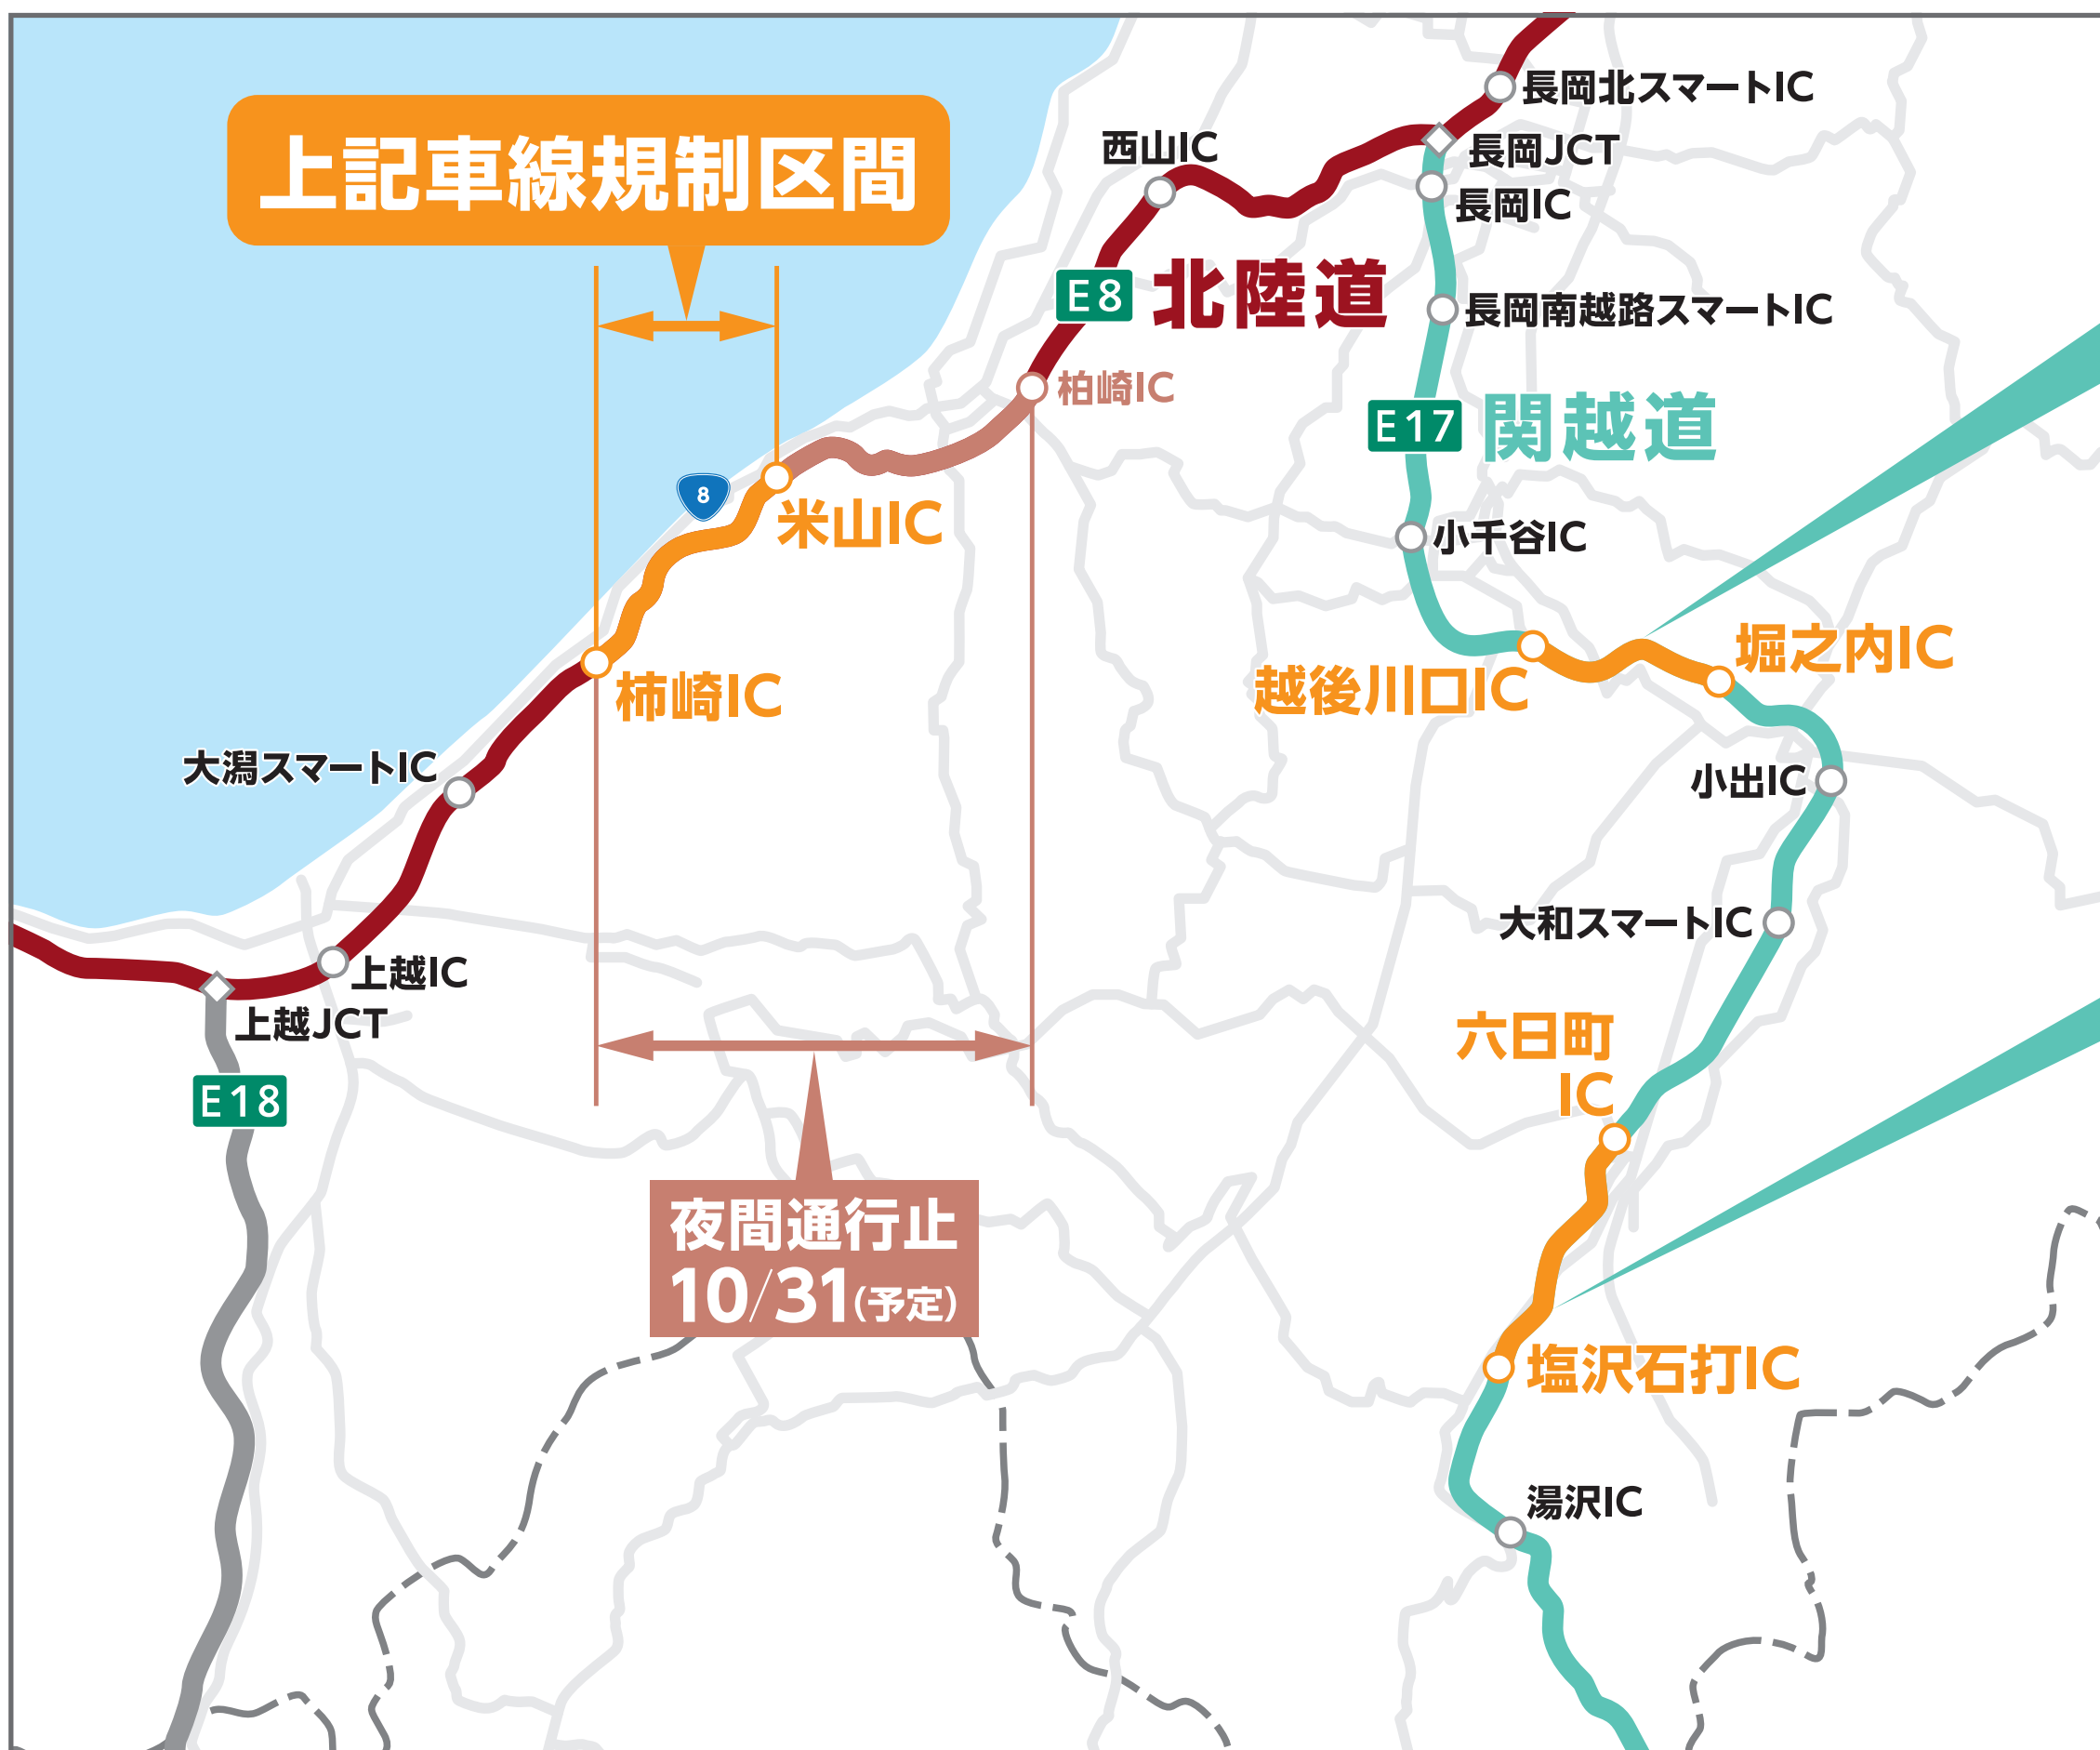 長岡北スマートIC
上記車線規制区間
西山IC
長岡JCT
長岡IC
E8
北陸道
長岡南越路スマートIC
柏崎IC
E17
関越道
8
米山IC
小千谷IC
柿崎IC
越後川口IC
堀之内IC
大潟スマートIC
小出IC
大和スマートIC
上越IC
上越JCT
六日町
IC
E18
夜間通行止
10/31(予定)
塩沢石打IC
湯沢IC